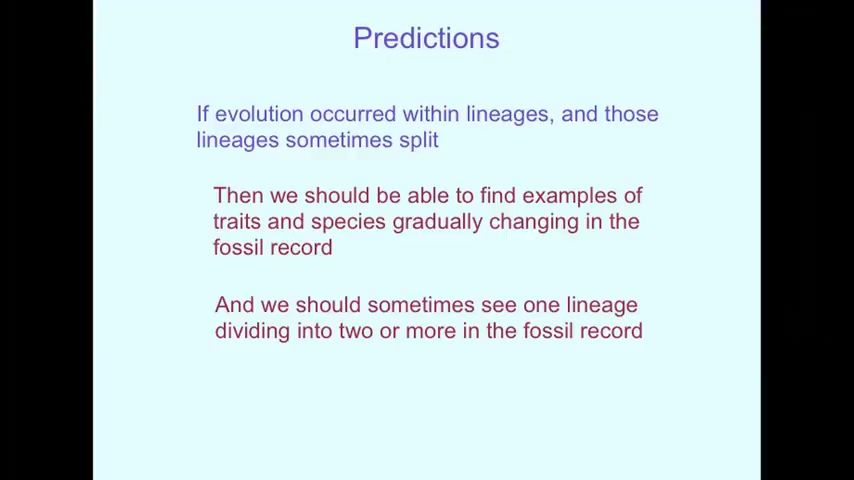 Predictions
If evolution occurred within lineages, and those
lineages sometimes split
Then we should be able to find examples of
traits and species gradually changing in the
fossil record
And we should sometimes see one lineage
dividing into two or more in the fossil record